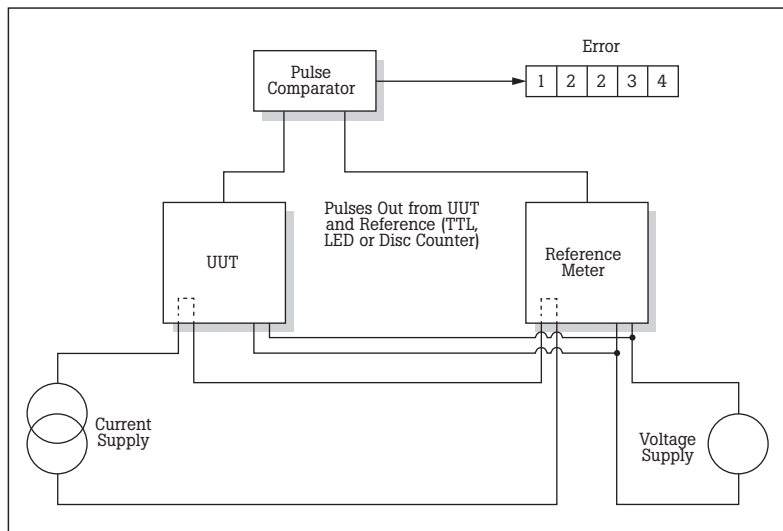 Error
Pulse
Comparator
1 2 2 3 4
Pulses Out from UUT
and Reference (TTL,
LED or Disc Counter)
UUT
Reference
Meter
Current
Supply
Voltage
Supply